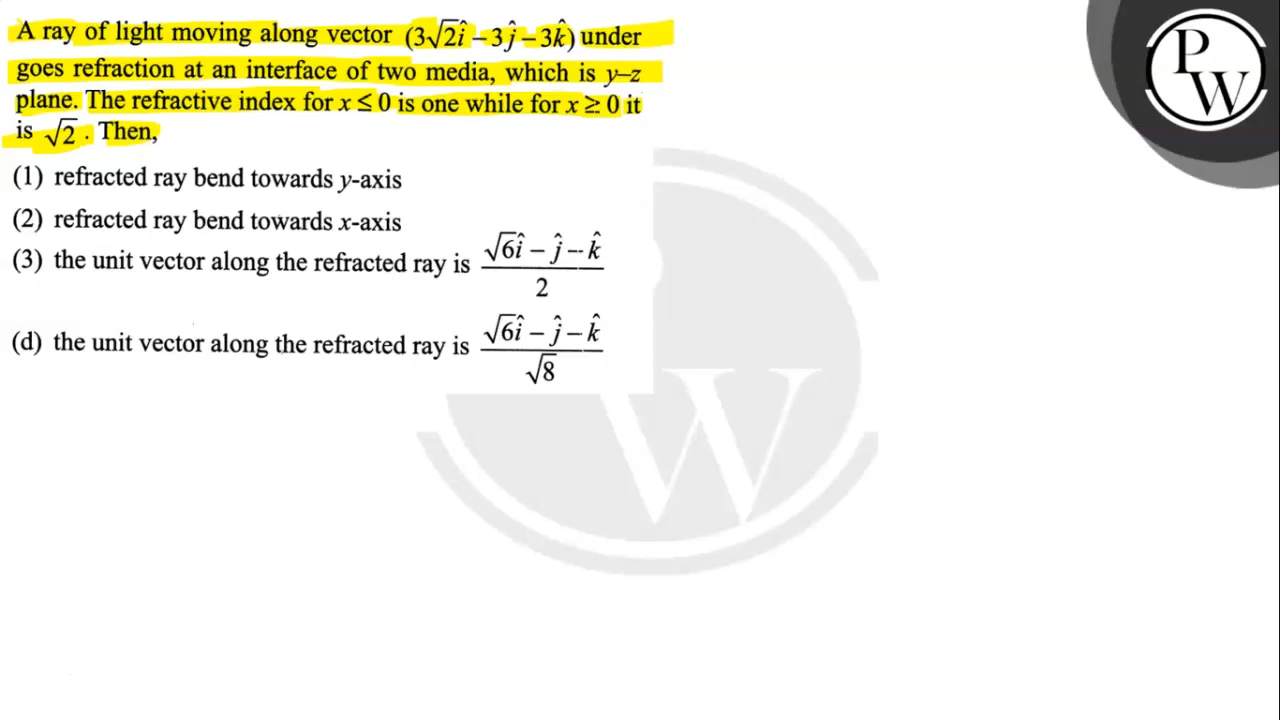 A ray of light moving along vector (3√2î – 3ĵ – 3k̂) under
goes refraction at an interface of two media, which is y–z
plane. The refractive index for x ≤ 0 is one while for x ≥ 0 it
is √2 . Then,
(1) refracted ray bend towards y-axis
(2) refracted ray bend towards x-axis
(3) the unit vector along the refracted ray is (√6î – ĵ – k̂)/2
(d) the unit vector along the refracted ray is (√6î – ĵ – k̂)/√8
P
W
W